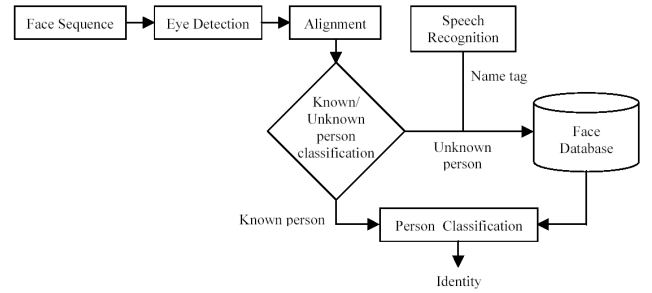 Face Sequence
Eye Detection
Alignment
Speech
Recognition
Name tag
Known/
Unknown
person
classification
Unknown
person
Face
Database
Known person
Person Classification
Identity